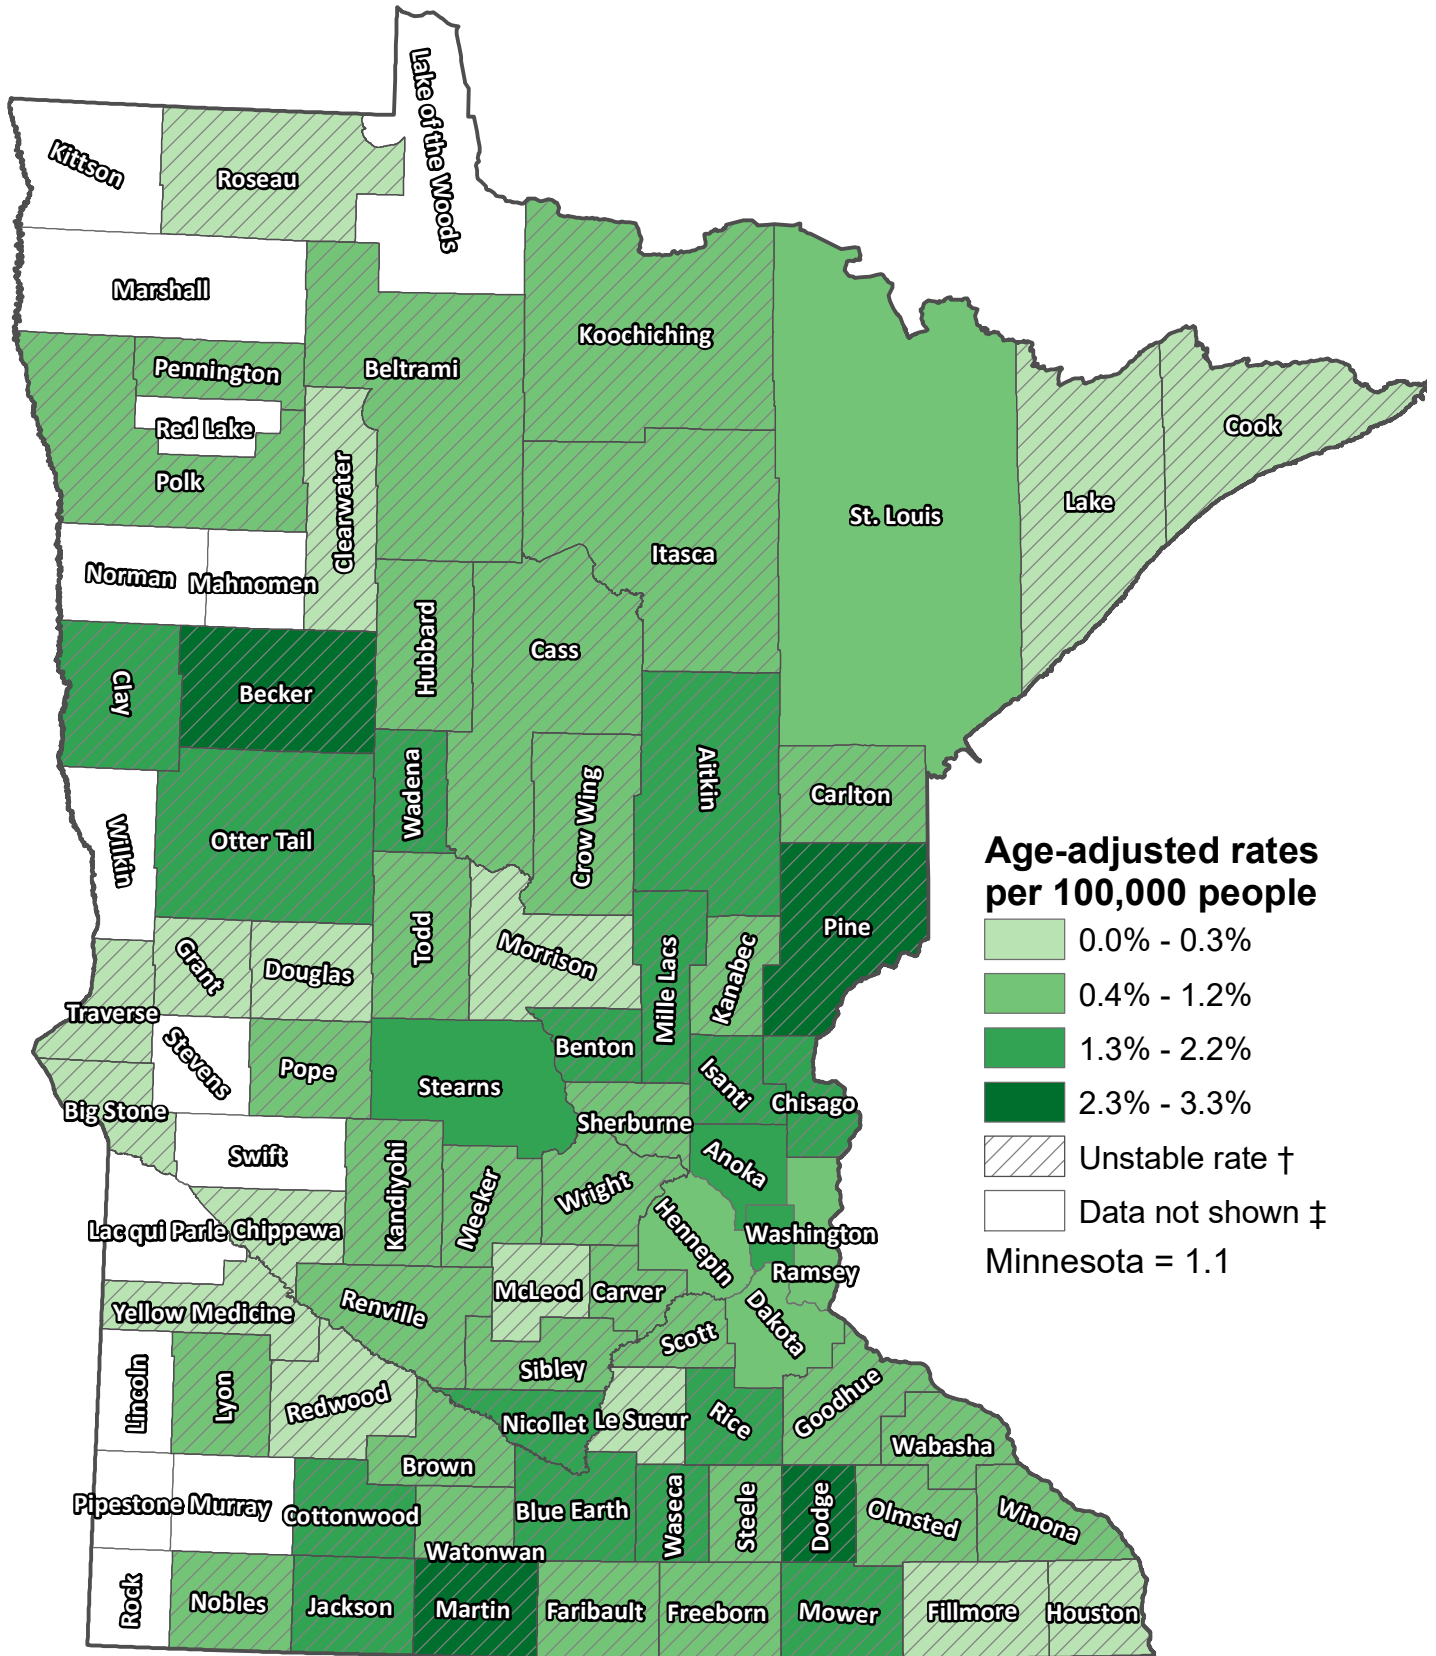 Lake of the Woods
Kittson
Roseau
Marshall
Koochiching
Pennington
Beltrami
Red Lake
Cook
Polk
Clearwater
Lake
St. Louis
Itasca
Norman
Mahnomen
Hubbard
Cass
Clay
Becker
Aitkin
Wadena
Carlton
Crow Wing
Otter Tail
Wilkin
Age-adjusted rates
per 100,000 people
0.0% - 0.3%
0.4% - 1.2%
1.3% - 2.2%
2.3% - 3.3%
Unstable rate †
Data not shown ‡
Minnesota = 1.1
Todd
Pine
Morrison
Grant
Douglas
Mille Lacs
Kanabec
Traverse
Stevens
Pope
Benton
Stearns
Isanti
Chisago
Big Stone
Sherburne
Swift
Anoka
Kandiyohi
Meeker
Wright
Lac qui Parle
Chippewa
Hennepin
Washington
Ramsey
McLeod
Carver
Yellow Medicine
Renville
Dakota
Scott
Sibley
Lincoln
Lyon
Redwood
Nicollet
Le Sueur
Rice
Goodhue
Wabasha
Brown
Pipestone
Murray
Cottonwood
Blue Earth
Waseca
Steele
Dodge
Olmsted
Winona
Watonwan
Rock
Nobles
Jackson
Martin
Faribault
Freeborn
Mower
Fillmore
Houston